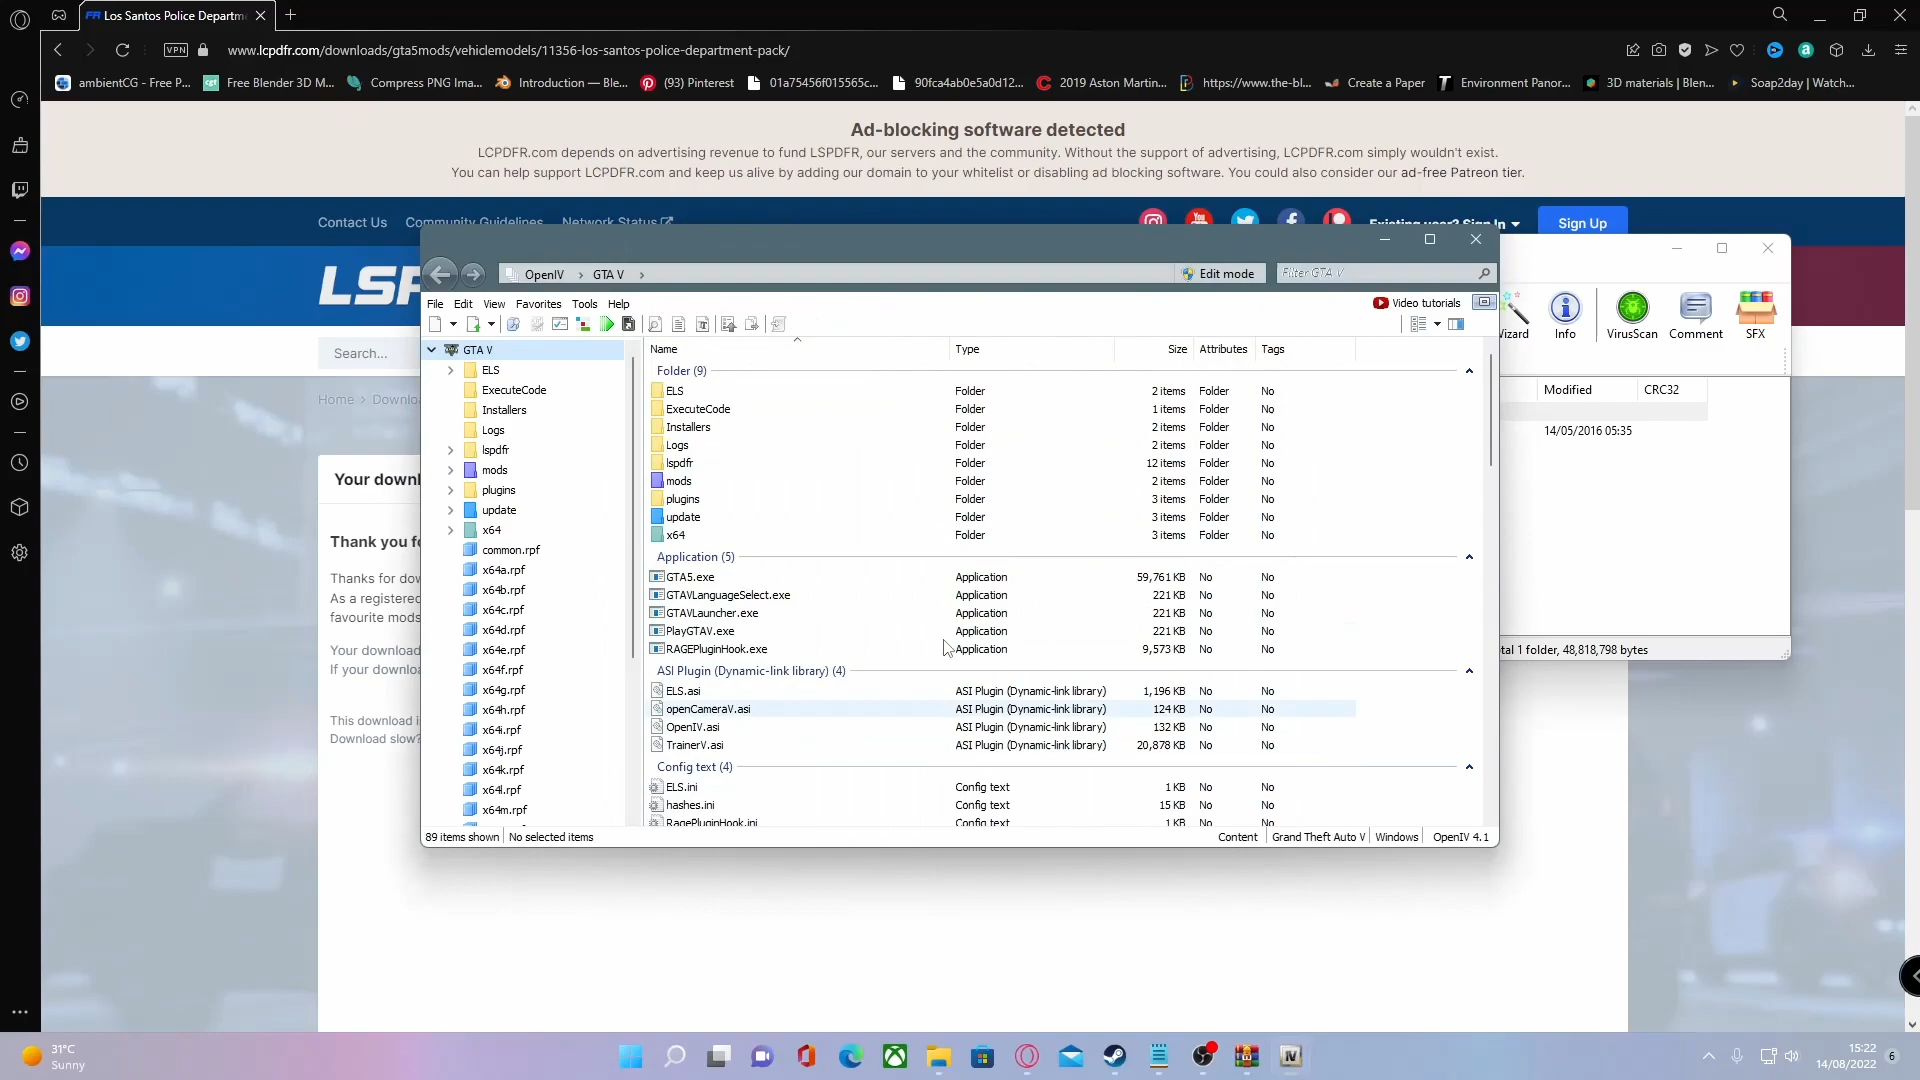 Los Santos Police Departm
www.lcpdfr.com/downloads/gta5mods/vehiclemodels/11356-los-santos-police-department-pack/
VPN
ambientCG - Free P...
Free Blender 3D M...
Compress PNG Ima...
Introduction — Ble...
(93) Pinterest
01a75456f015565c...
90fca4ab0e5a0d12...
2019 Aston Martin...
https://www.the-bl...
Create a Paper
Environment Panor...
3D materials | Blen...
Soap2day | Watch...
Ad-blocking software detected
LCPDFR.com depends on advertising revenue to fund LSPDFR, our servers and the community. Without the support of advertising, LCPDFR.com simply wouldn't exist.
You can help support LCPDFR.com and keep us alive by adding our domain to your whitelist or disabling ad blocking software. You could also consider our ad-free Patreon tier.
Contact Us Community Guidelines Network Status
Existing user? Sign In
Sign Up
Search...
Home > Downlo
Your downl
Thank you fo
Thanks for dov
As a registered
favourite mods
Your downloa
If your downloa
This download i
Download slow?
OpenIV > GTA V >
Edit mode
Filter GTA V
File Edit View Favorites Tools Help
Video tutorials
GTA V
ELS
ExecuteCode
Installers
Logs
lspdfr
mods
plugins
update
x64
common.rpf
x64a.rpf
x64b.rpf
x64c.rpf
x64d.rpf
x64e.rpf
x64f.rpf
x64g.rpf
x64h.rpf
x64i.rpf
x64j.rpf
x64k.rpf
x64l.rpf
x64m.rpf
Name Type Size Attributes Tags
Folder (9)
ELS Folder 2 items Folder No
ExecuteCode Folder 1 items Folder No
Installers Folder 2 items Folder No
Logs Folder 2 items Folder No
lspdfr Folder 12 items Folder No
mods Folder 2 items Folder No
plugins Folder 3 items Folder No
update Folder 3 items Folder No
x64 Folder 3 items Folder No
Application (5)
GTA5.exe Application 59,761 KB No No
GTAVLanguageSelect.exe Application 221 KB No No
GTAVLauncher.exe Application 221 KB No No
PlayGTAV.exe Application 221 KB No No
RAGEPluginHook.exe Application 9,573 KB No No
ASI Plugin (Dynamic-link library) (4)
ELS.asi ASI Plugin (Dynamic-link library) 1,196 KB No No
openCameraV.asi ASI Plugin (Dynamic-link library) 124 KB No No
OpenIV.asi ASI Plugin (Dynamic-link library) 132 KB No No
TrainerV.asi ASI Plugin (Dynamic-link library) 20,878 KB No No
Config text (4)
ELS.ini Config text 1 KB No No
hashes.ini Config text 15 KB No No
RagePluginHook.ini Config text 1 KB No No
89 items shown No selected items
Content Grand Theft Auto V Windows OpenIV 4.1
Wizard Info VirusScan Comment SFX
Modified CRC32
14/05/2016 05:35
tal 1 folder, 48,818,798 bytes
31°C
Sunny
15:22
14/08/2022
6